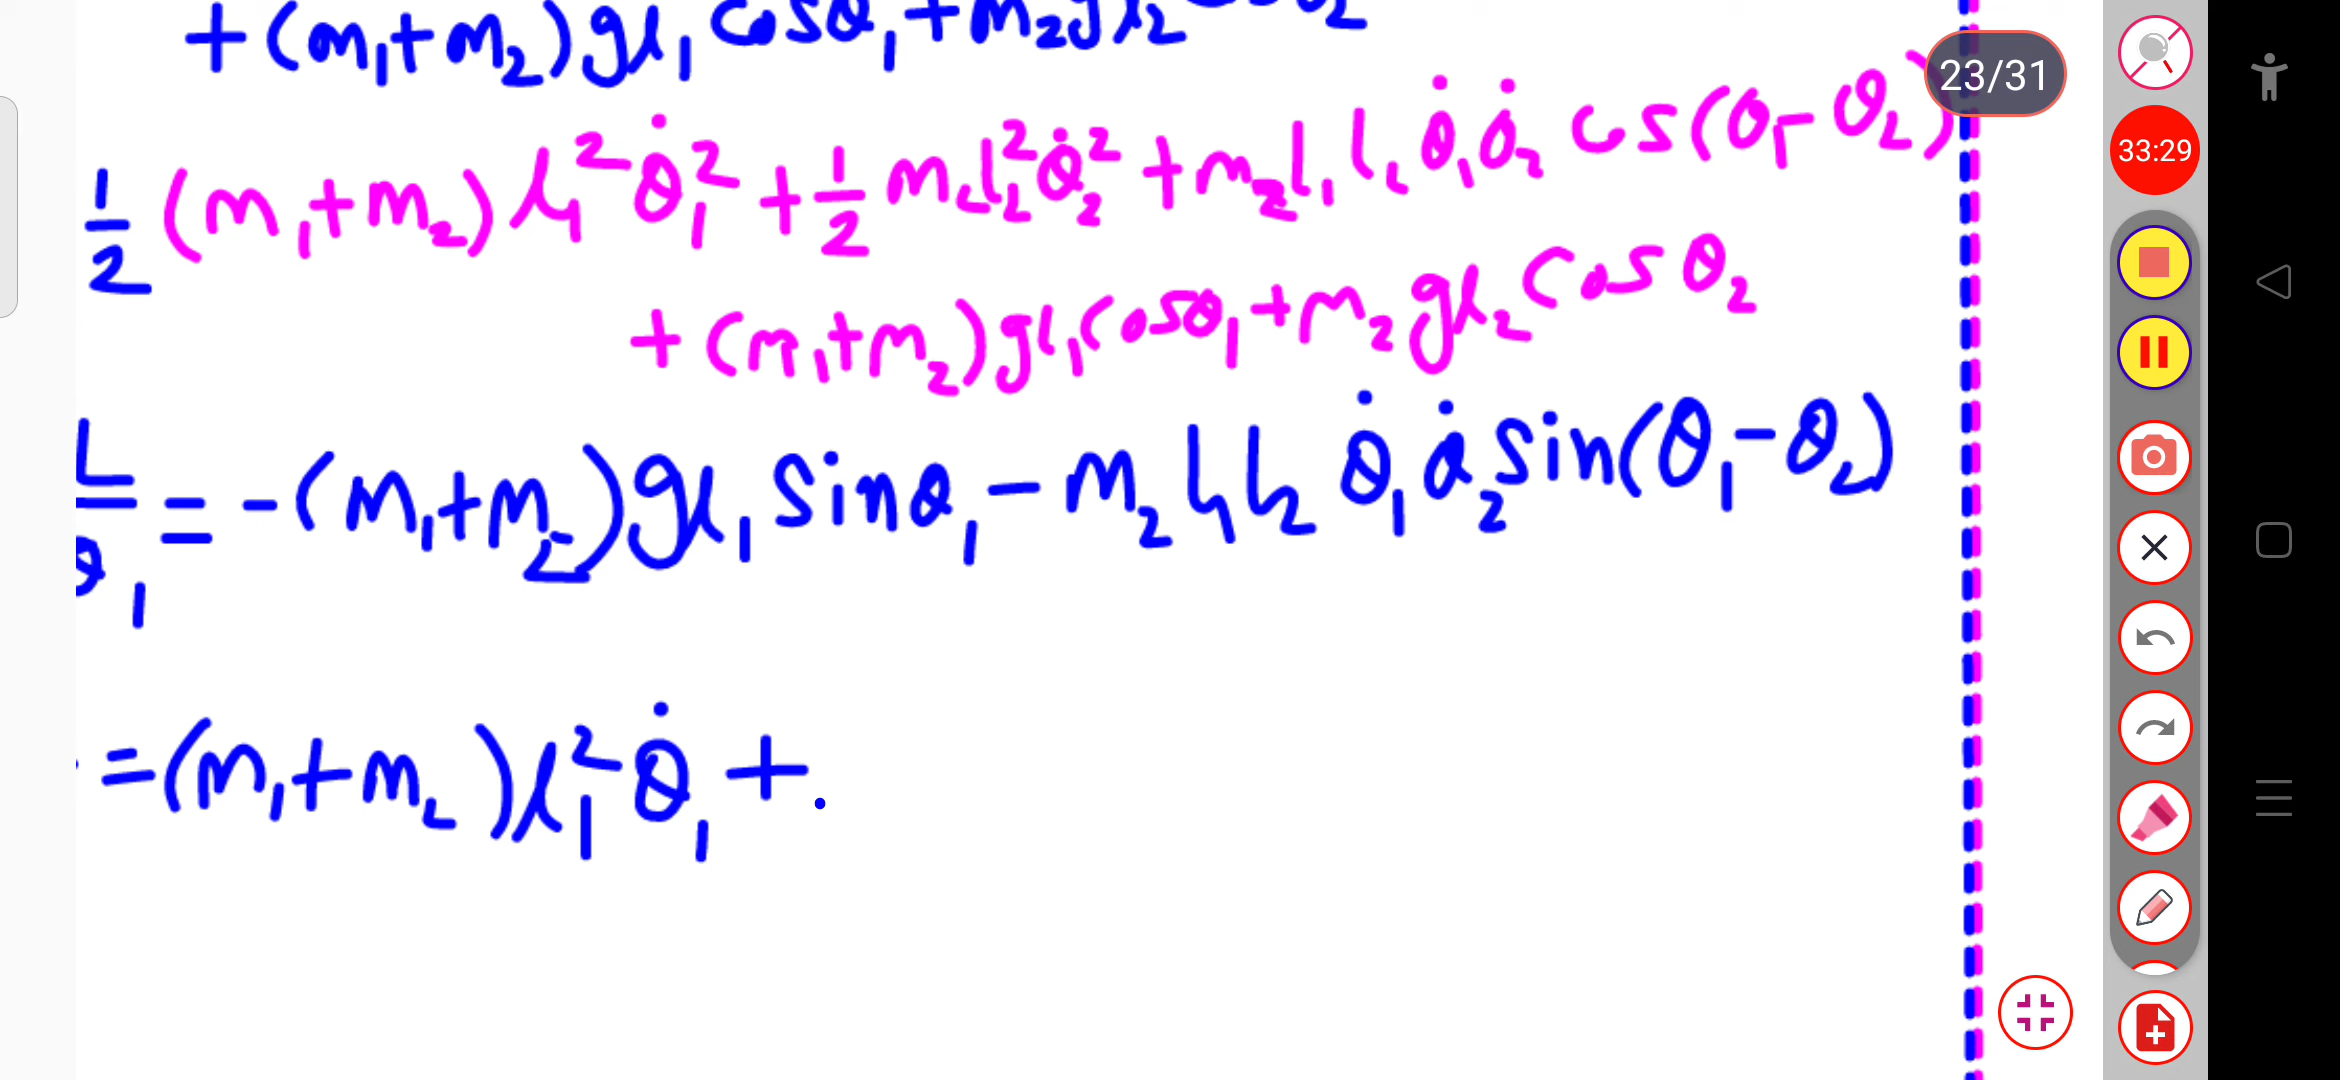 +(m₁+m₂)gl₁cosθ₁+m₂gl₂cosθ₂
23/31
33:29
1/2 (m₁+m₂)l₁²θ̇₁²+1/2 m₂l₂²θ̇₂²+m₂l₁l₂θ̇₁θ̇₂cos(θ₁-θ₂)
+(m₁+m₂)gl₁cosθ₁+m₂gl₂cosθ₂
L/θ₁ = -(m₁+m₂)gl₁sinθ₁-m₂l₁l₂θ̇₁θ̇₂sin(θ₁-θ₂)
=(m₁+m₂)l₁²θ̇₁+.